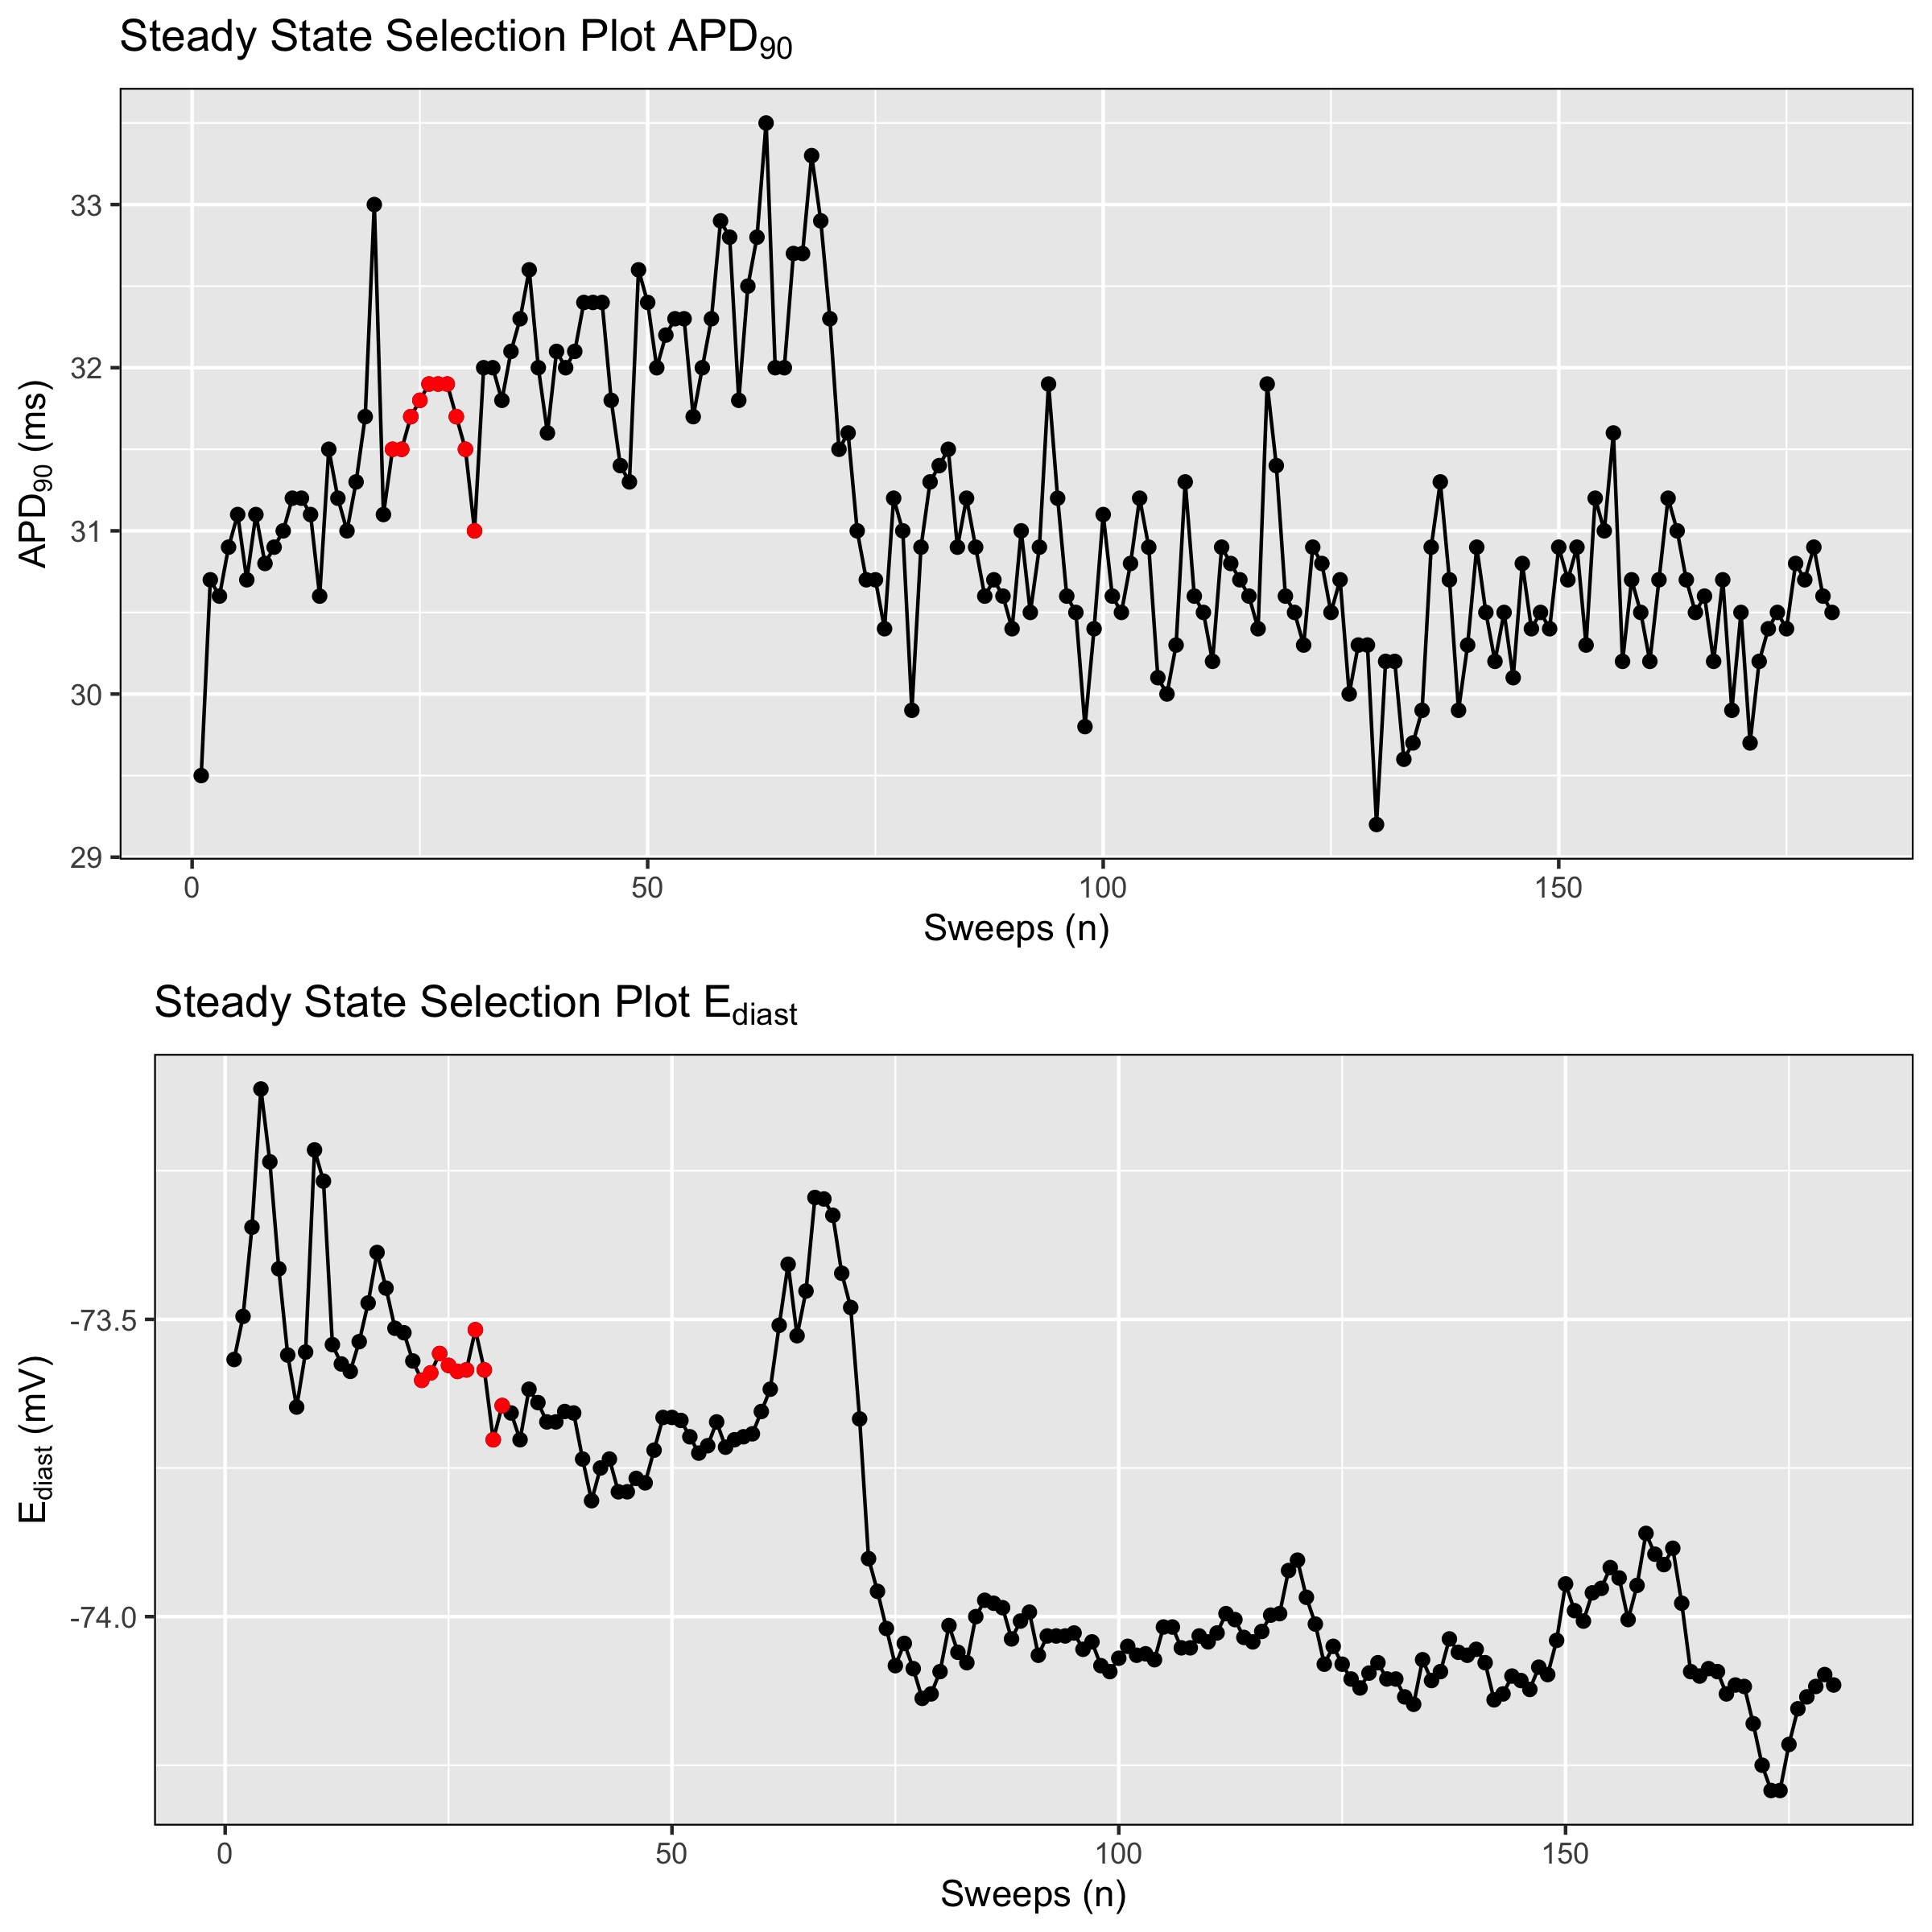 Steady State Selection Plot APD90
33
32
31
30
29
APD90 (ms)
0 50 100 150
Sweeps (n)
Steady State Selection Plot Ediast
-73.5
-74.0
Ediast (mV)
0 50 100 150
Sweeps (n)